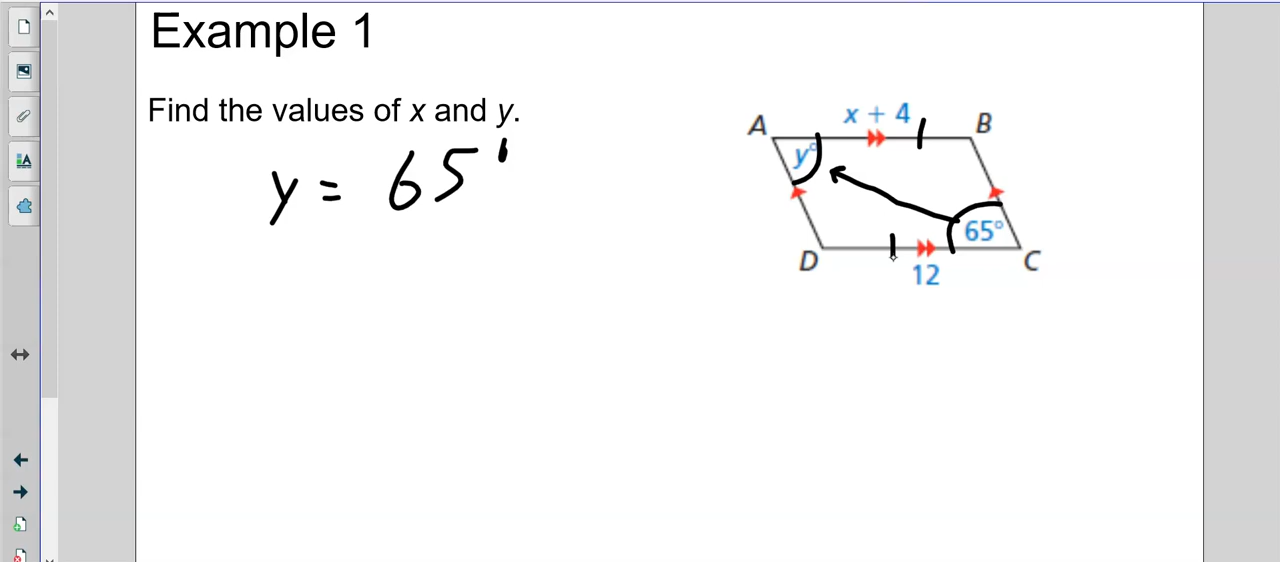 Example 1
Find the values of x and y.
y = 65°
A
x + 4
B
y°
65°
D
12
C